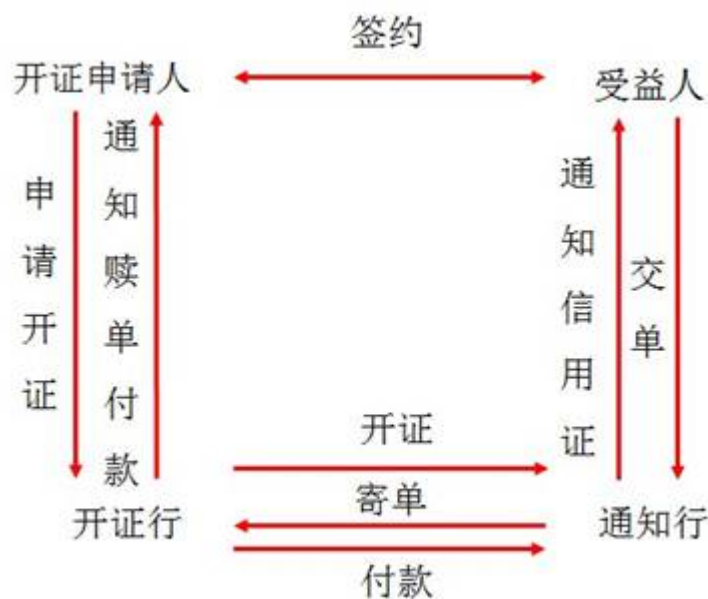 签约
开证申请人
受益人
申请开证
通知赎单付款
通知信用证
交单
开证
寄单
开证行
通知行
付款